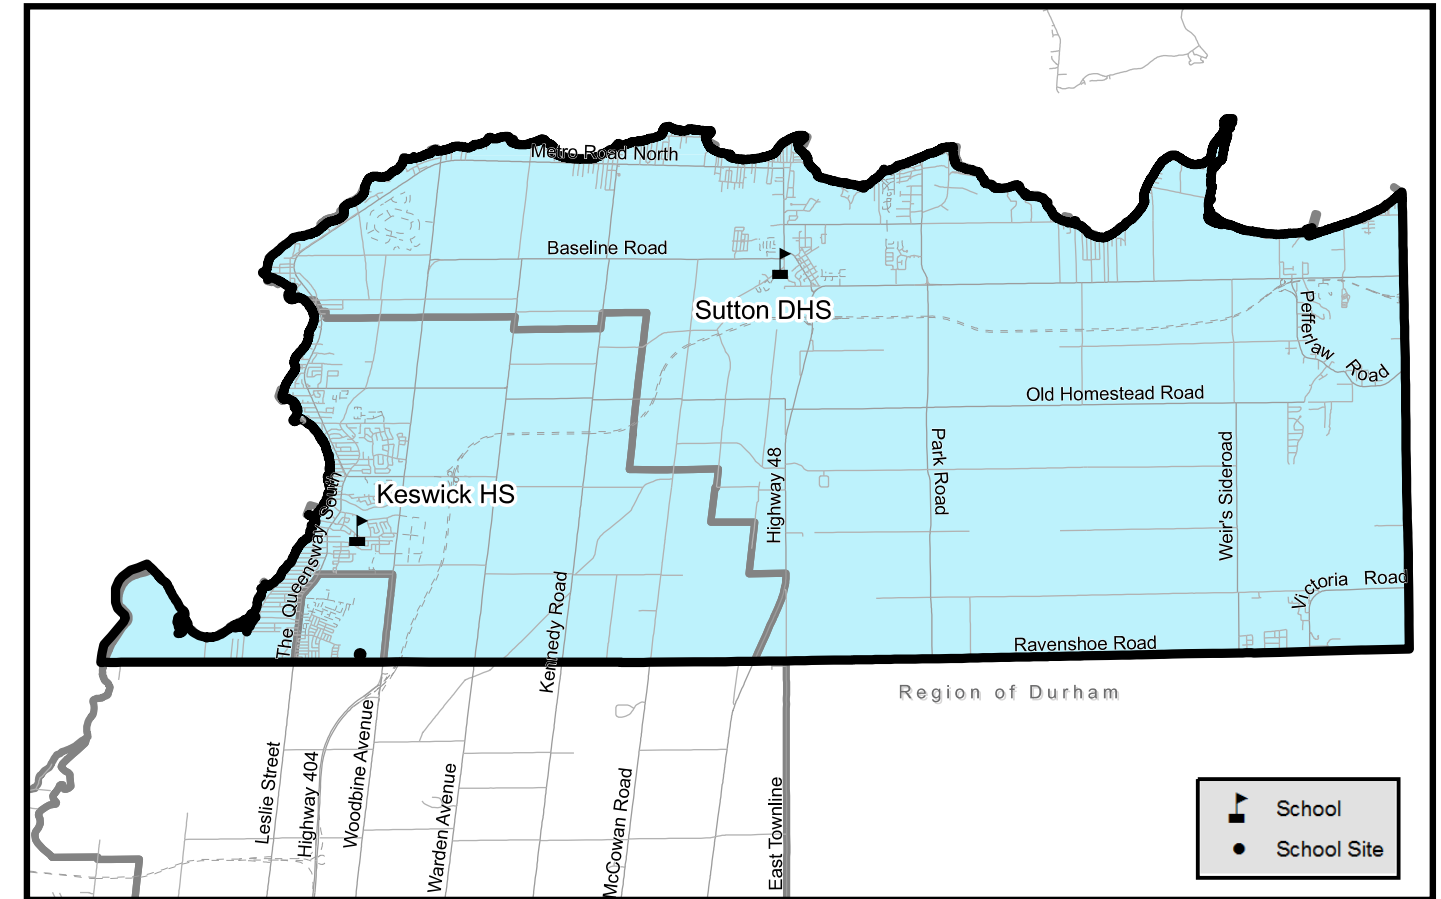 Metro Road North
Baseline Road
Sutton DHS
Pefferlaw Road
Old Homestead Road
Keswick HS
The Queensway South
Highway 48
Park Road
Weir's Sideroad
Victoria Road
Kennedy Road
Ravenshoe Road
Region of Durham
Leslie Street
Highway 404
Woodbine Avenue
Warden Avenue
McCowan Road
East Townline
School
School Site